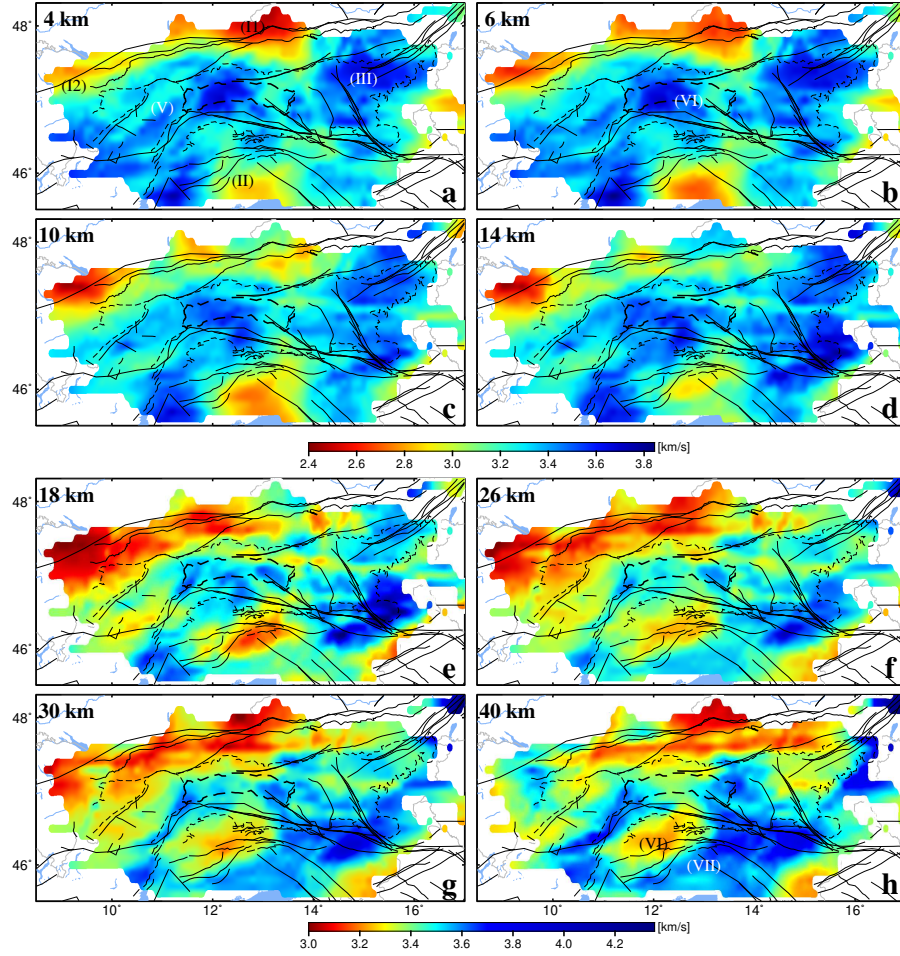 48° 4 km (I1) 6 km
(I2) (V) (III) (VI)
46° (II) a b
48° 10 km 14 km
46° c d
2.4 2.6 2.8 3.0 3.2 3.4 3.6 3.8 [km/s]
48° 18 km 26 km
46° e f
48° 30 km 40 km
46° (VI) (VII) g h
10° 12° 14° 16° 10° 12° 14° 16°
3.0 3.2 3.4 3.6 3.8 4.0 4.2 [km/s]